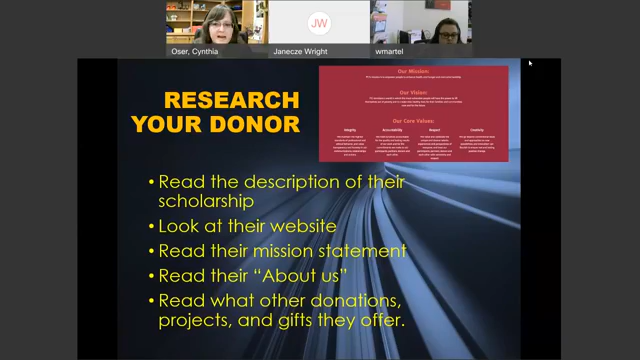 JW
Oser, Cynthia
Janecze Wright
wmartel
RESEARCH
YOUR DONOR
Our Mission:
Our Vision:
Our Core Values:
Integrity
Accountability
Respect
Creativity
• Read the description of their
scholarship
• Look at their website
• Read their mission statement
• Read their “About us”
• Read what other donations,
projects, and gifts they offer.